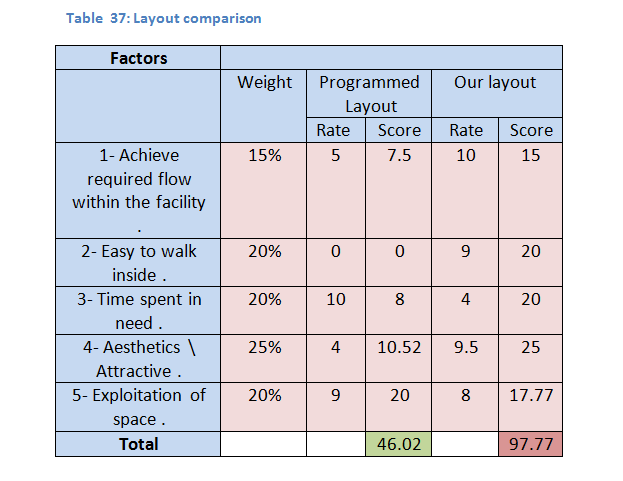 Table 37: Layout comparison
Factors
Weight Programmed Layout Our layout
Rate Score Rate Score
1- Achieve required flow within the facility . 15% 5 7.5 10 15
2- Easy to walk inside . 20% 0 0 9 20
3- Time spent in need . 20% 10 8 4 20
4- Aesthetics \ Attractive . 25% 4 10.52 9.5 25
5- Exploitation of space . 20% 9 20 8 17.77
Total 46.02 97.77